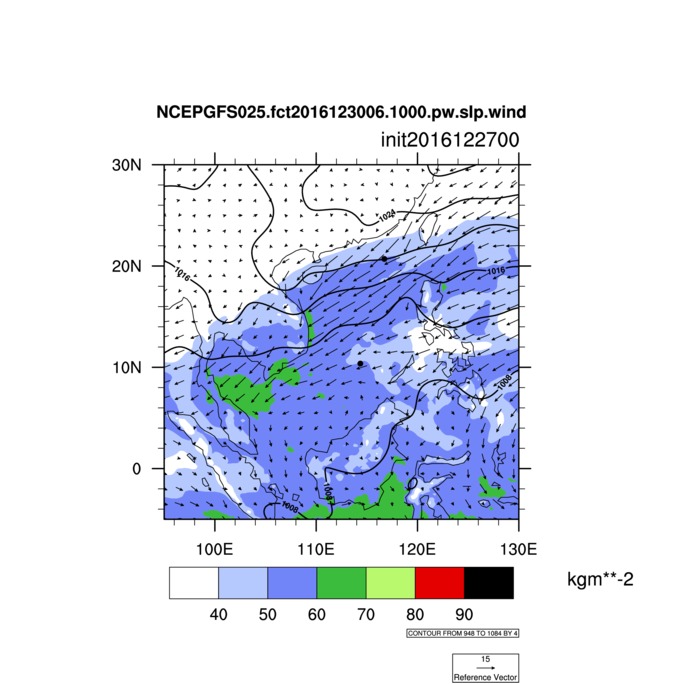 NCEPGFS025.fct2016123006.1000.pw.slp.wind
init2016122700
30N
1024
1016
20N
1016
10N
1008
0
1008
1008
100E 110E 120E 130E
kgm**-2
40 50 60 70 80 90
CONTOUR FROM 948 TO 1084 BY 4
15
Reference Vector